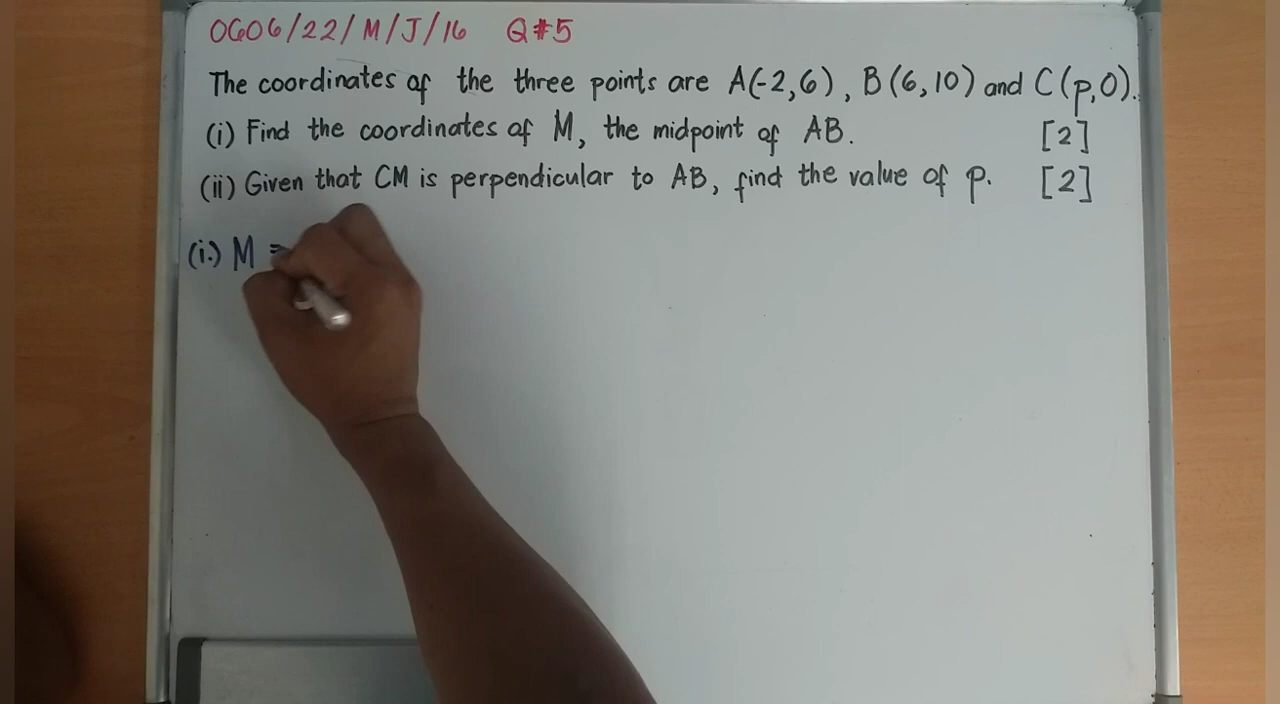 0606/22/M/J/16 Q#5
The coordinates of the three points are A(-2,6), B(6,10) and C(p,0).
(i) Find the coordinates of M, the midpoint of AB. [2]
(ii) Given that CM is perpendicular to AB, find the value of p. [2]
(i.) M =